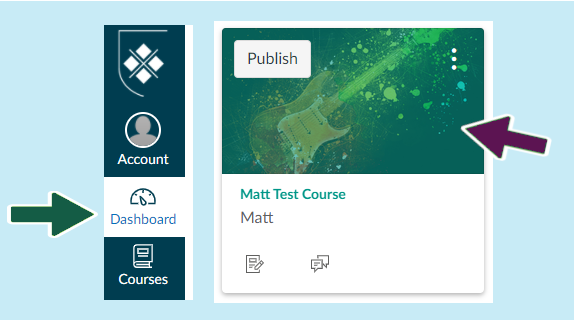 Account
Dashboard
Courses
Publish
Matt Test Course
Matt